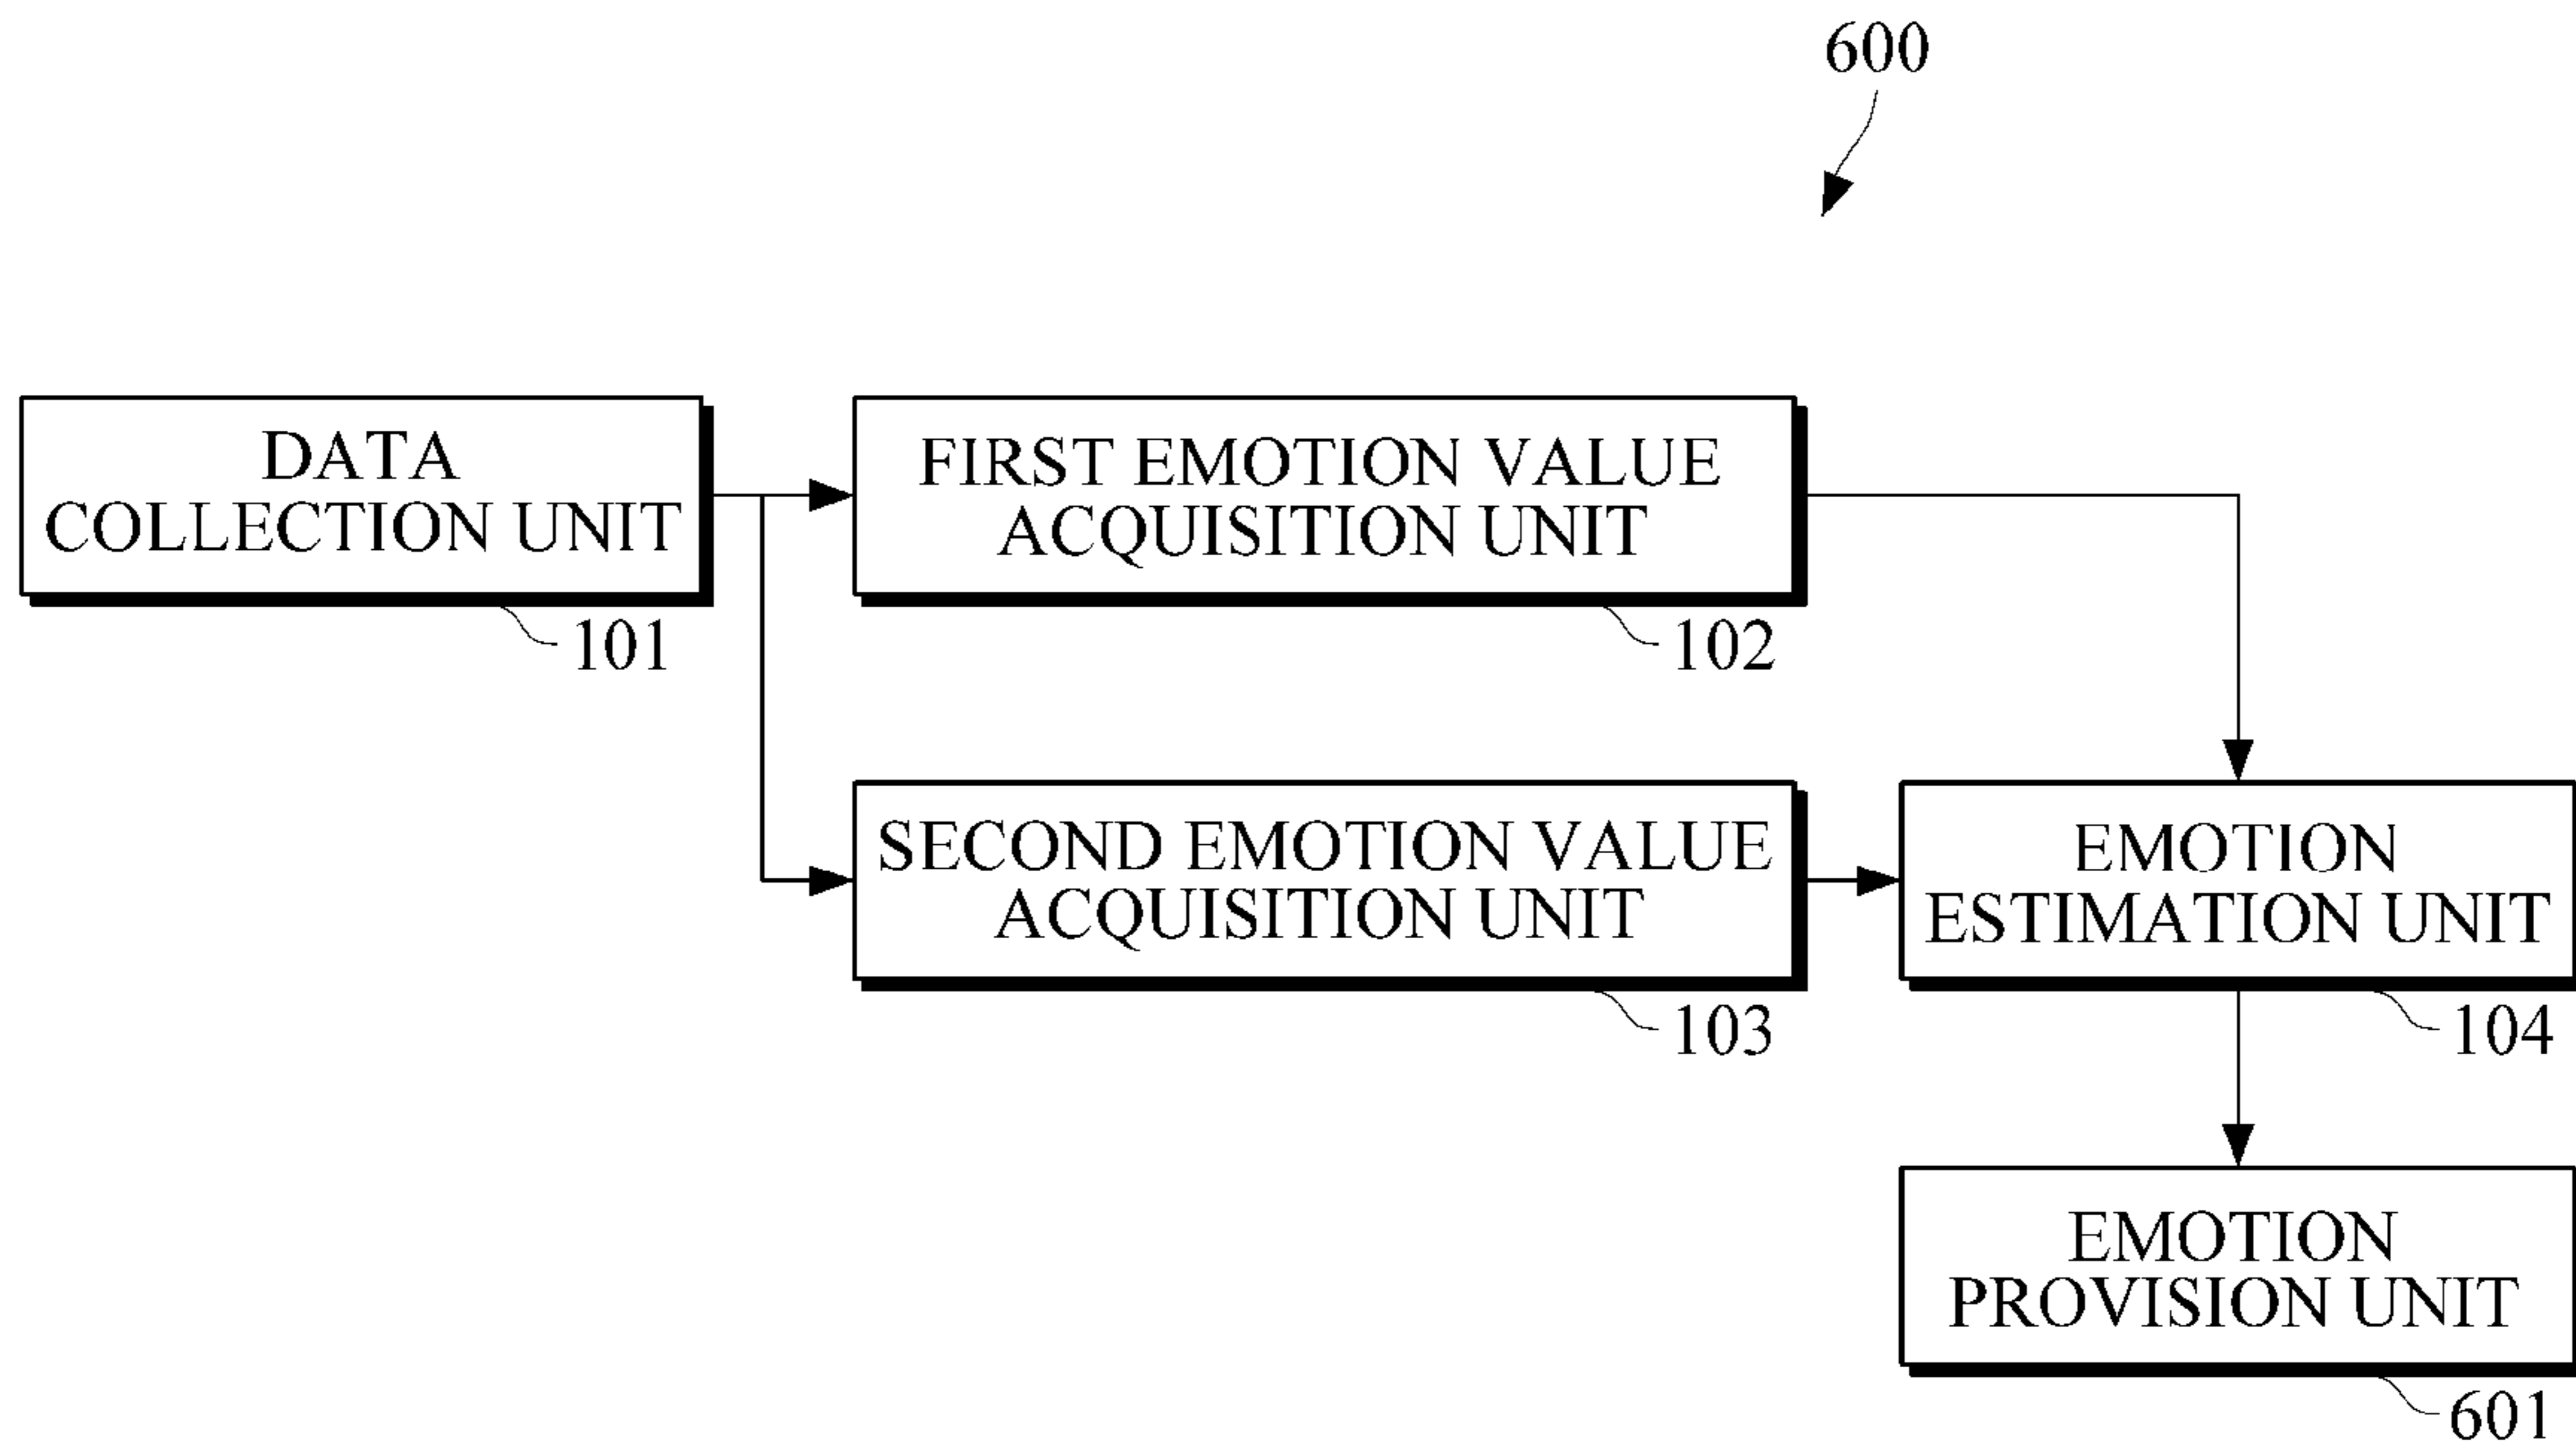 600
DATA
COLLECTION UNIT
101
FIRST EMOTION VALUE
ACQUISITION UNIT
102
SECOND EMOTION VALUE
ACQUISITION UNIT
103
EMOTION
ESTIMATION UNIT
104
EMOTION
PROVISION UNIT
601